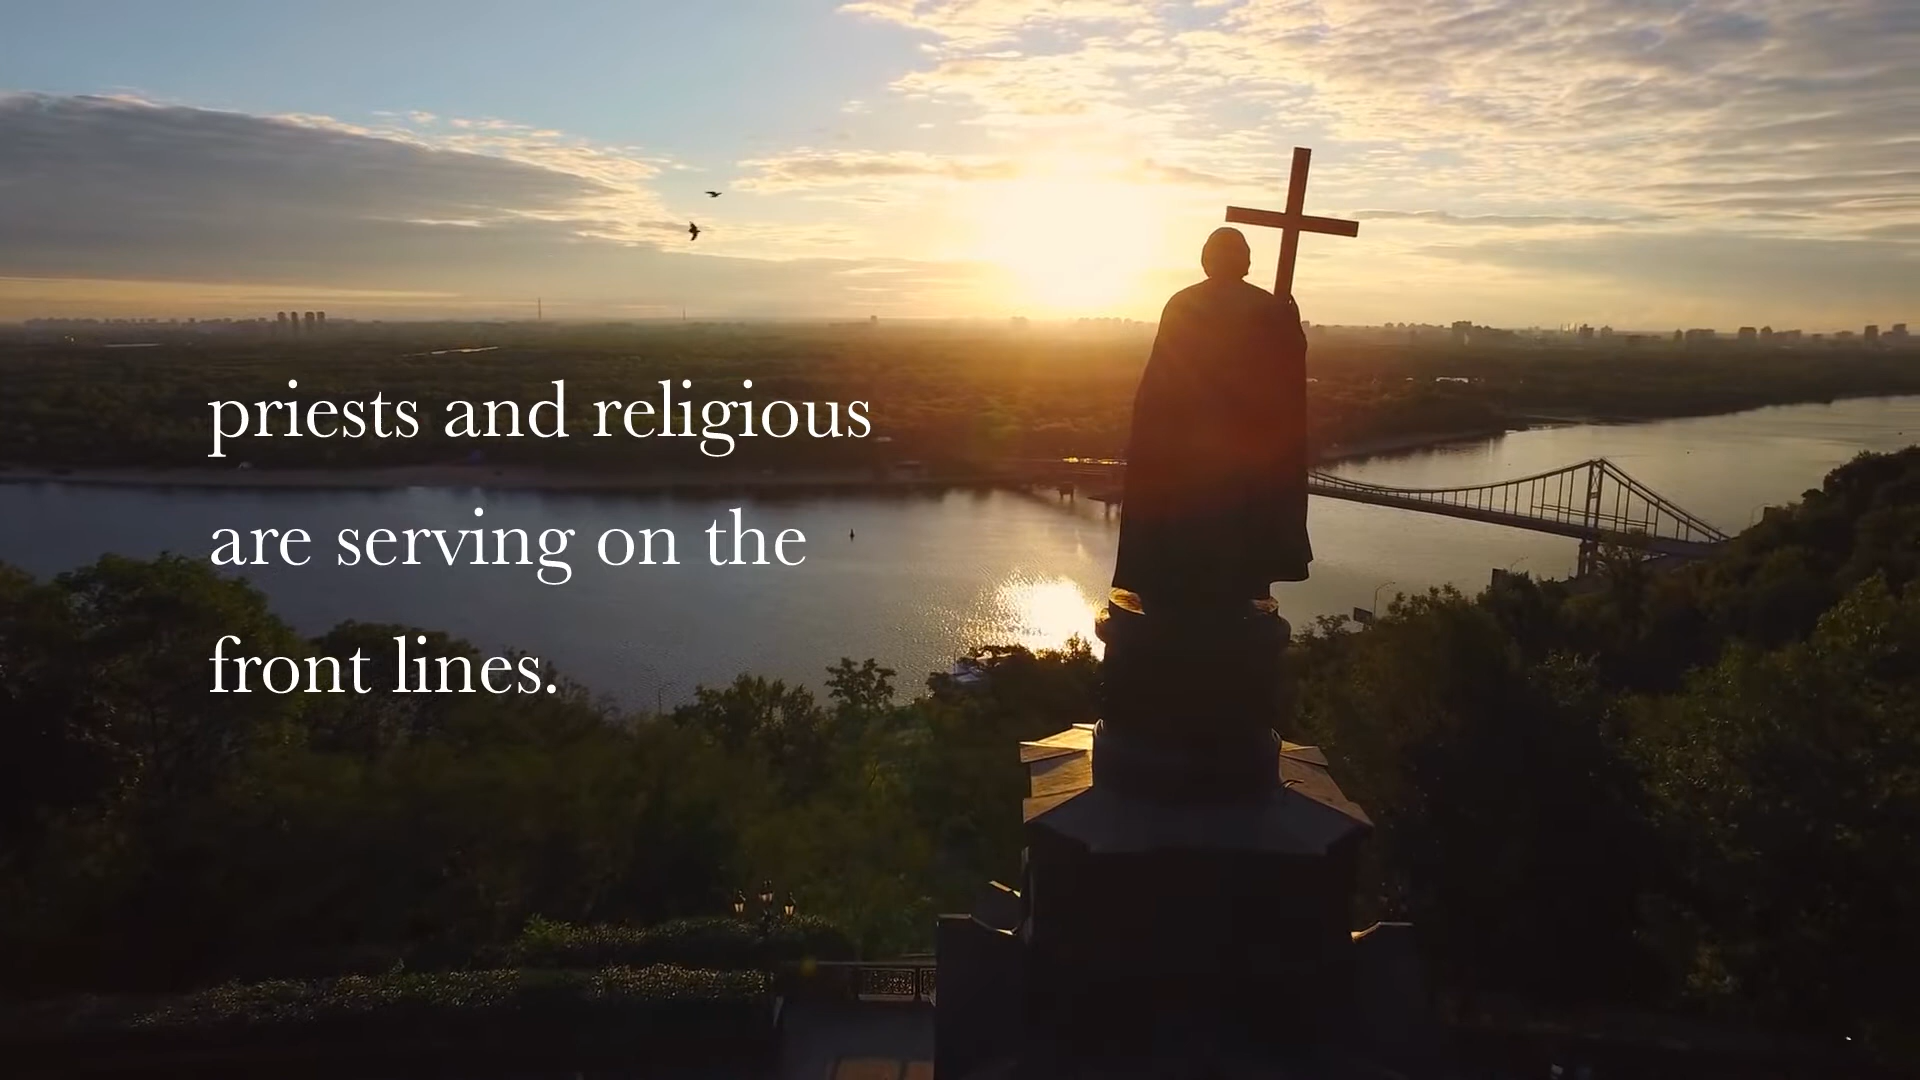 priests and religious
are serving on the
front lines.